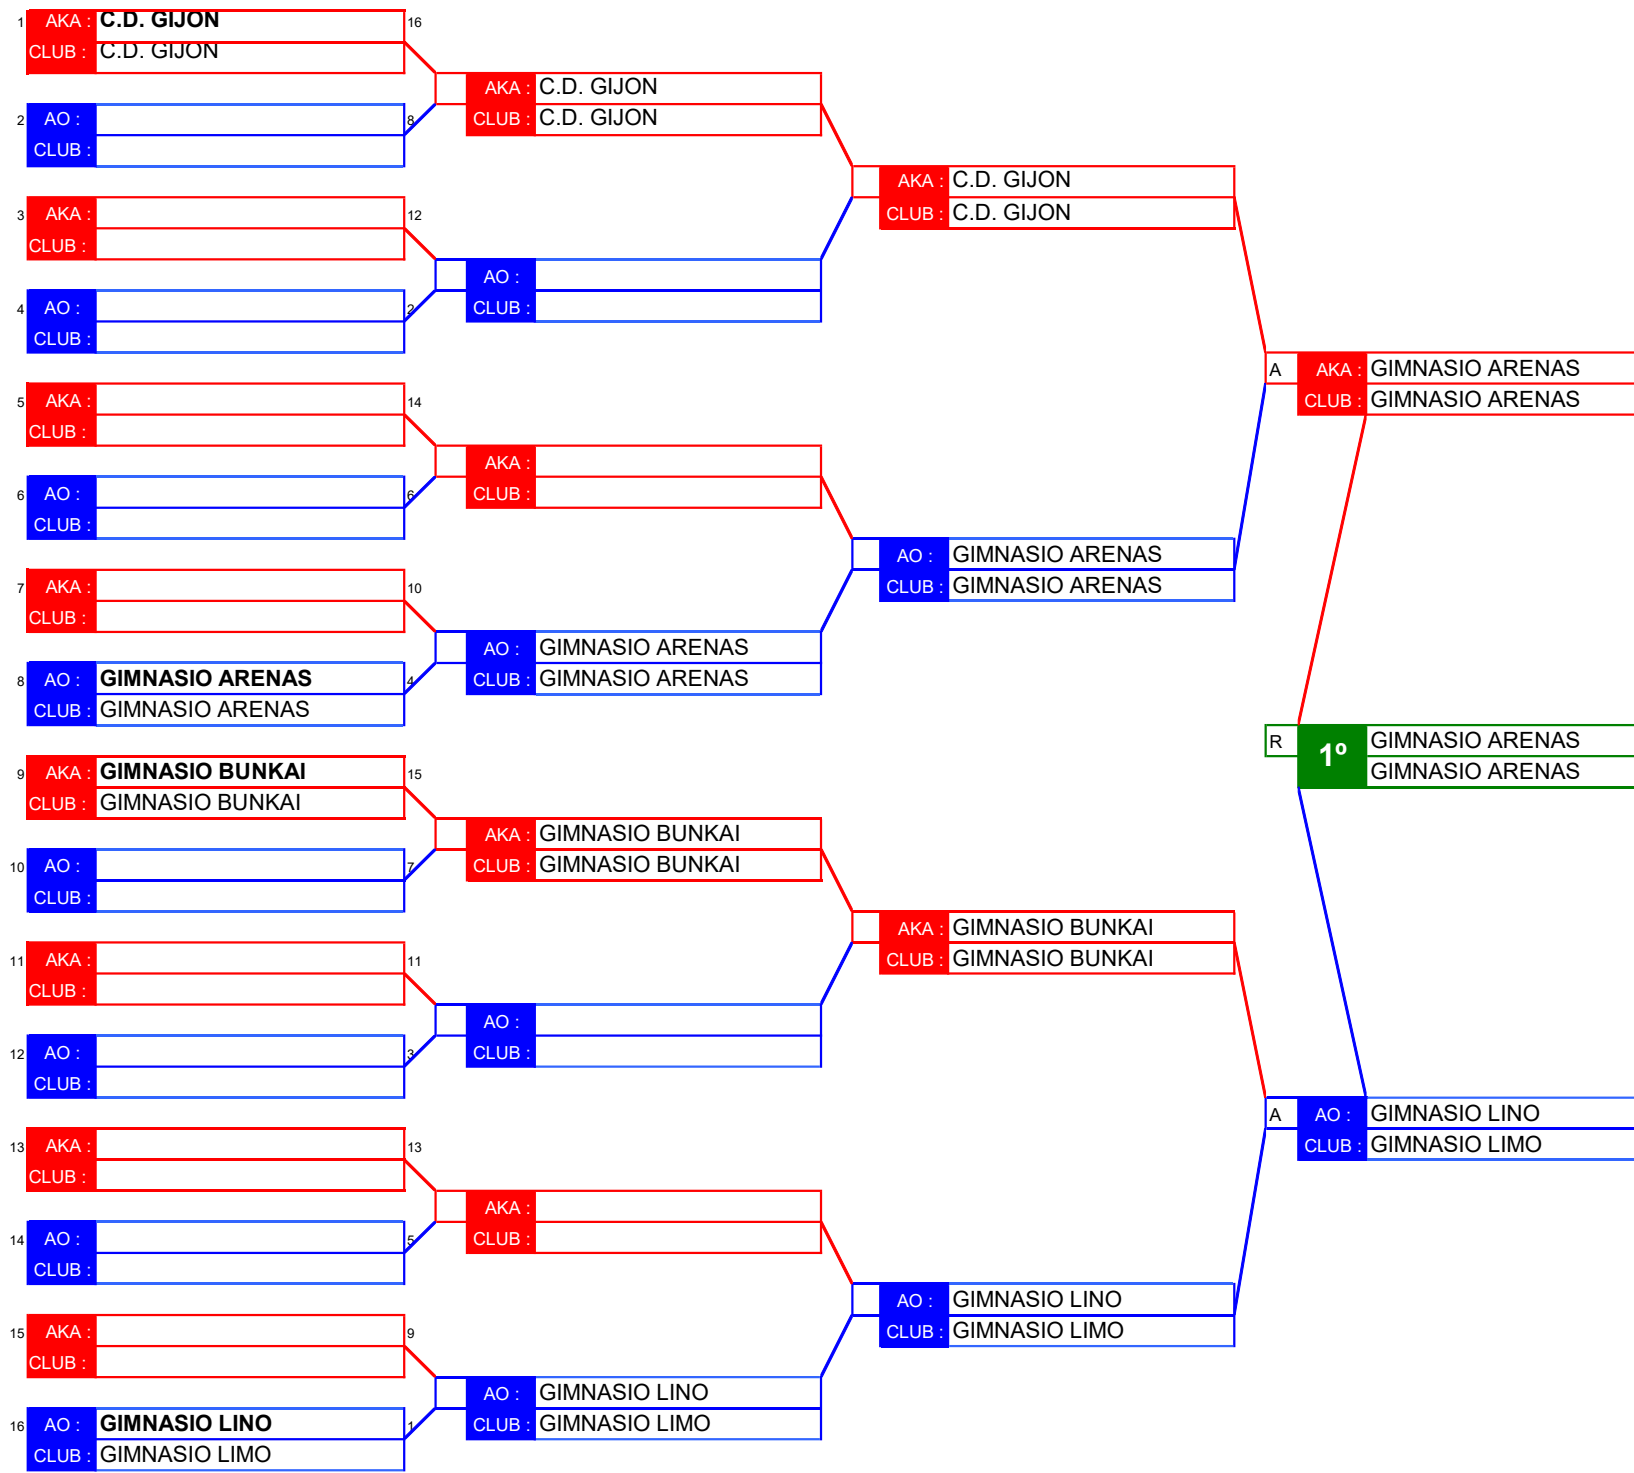 1 AKA : C.D. GIJON 16
CLUB : C.D. GIJON
AKA : C.D. GIJON
CLUB : C.D. GIJON
2 AO : 8
CLUB :
AKA : C.D. GIJON
CLUB : C.D. GIJON
3 AKA : 12
CLUB :
AO :
CLUB :
4 AO : 2
CLUB :
A AKA : GIMNASIO ARENAS
CLUB : GIMNASIO ARENAS
5 AKA : 14
CLUB :
AKA :
CLUB :
6 AO : 6
CLUB :
AO : GIMNASIO ARENAS
CLUB : GIMNASIO ARENAS
7 AKA : 10
CLUB :
AO : GIMNASIO ARENAS
CLUB : GIMNASIO ARENAS
8 AO : GIMNASIO ARENAS 4
CLUB : GIMNASIO ARENAS
R 1º GIMNASIO ARENAS
GIMNASIO ARENAS
9 AKA : GIMNASIO BUNKAI 15
CLUB : GIMNASIO BUNKAI
AKA : GIMNASIO BUNKAI
CLUB : GIMNASIO BUNKAI
10 AO : 7
CLUB :
AKA : GIMNASIO BUNKAI
CLUB : GIMNASIO BUNKAI
11 AKA : 11
CLUB :
AO :
CLUB :
12 AO : 3
CLUB :
A AO : GIMNASIO LINO
CLUB : GIMNASIO LIMO
13 AKA : 13
CLUB :
AKA :
CLUB :
14 AO : 5
CLUB :
AO : GIMNASIO LINO
CLUB : GIMNASIO LIMO
15 AKA : 9
CLUB :
AO : GIMNASIO LINO
CLUB : GIMNASIO LIMO
16 AO : GIMNASIO LINO 1
CLUB : GIMNASIO LIMO